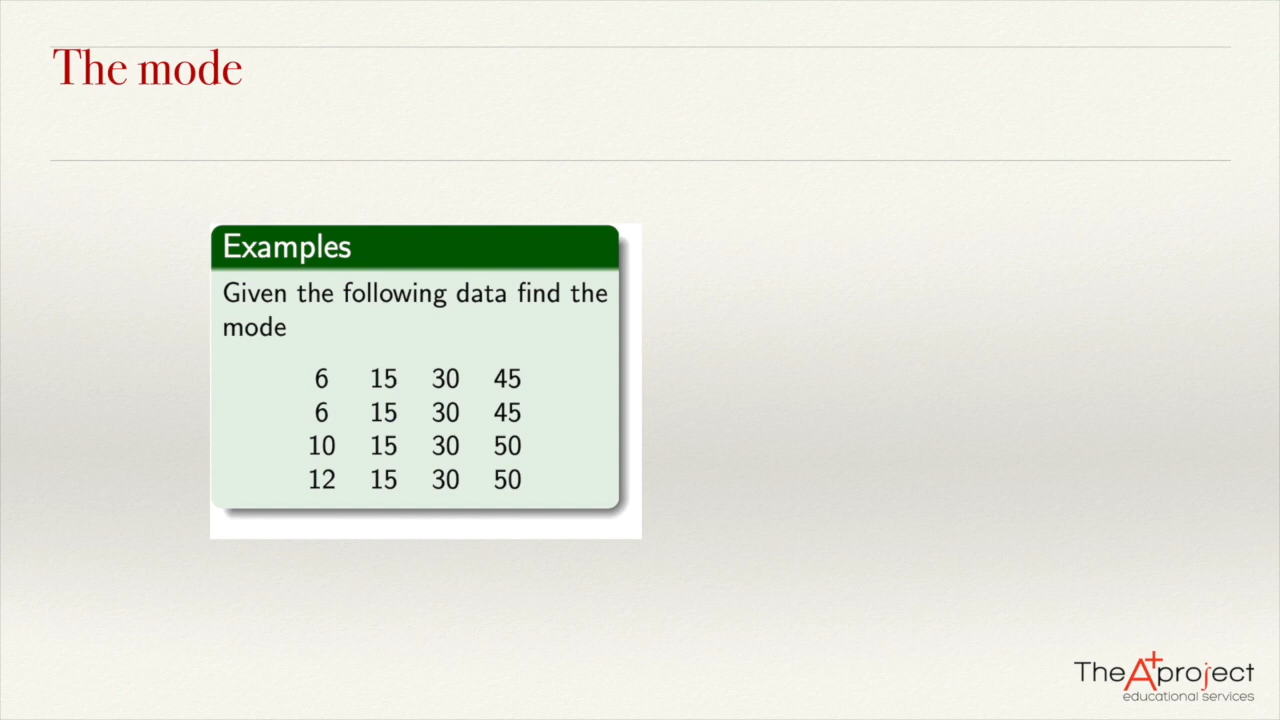 The mode
Examples
Given the following data find the
mode
6 15 30 45
6 15 30 45
10 15 30 50
12 15 30 50
The A+ project
educational services